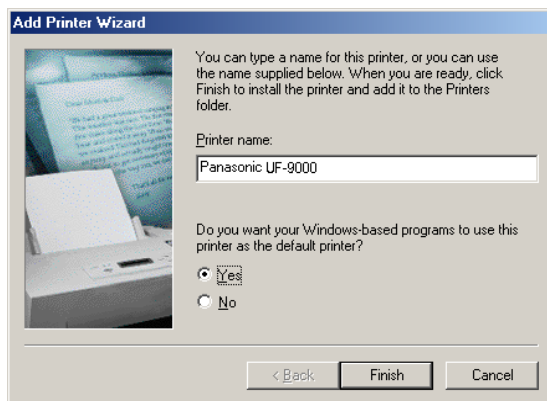 Add Printer Wizard
You can type a name for this printer, or you can use
the name supplied below. When you are ready, click
Finish to install the printer and add it to the Printers
folder.
Printer name:
Panasonic UF-9000
Do you want your Windows-based programs to use this
printer as the default printer?
Yes
No
< Back
Finish
Cancel